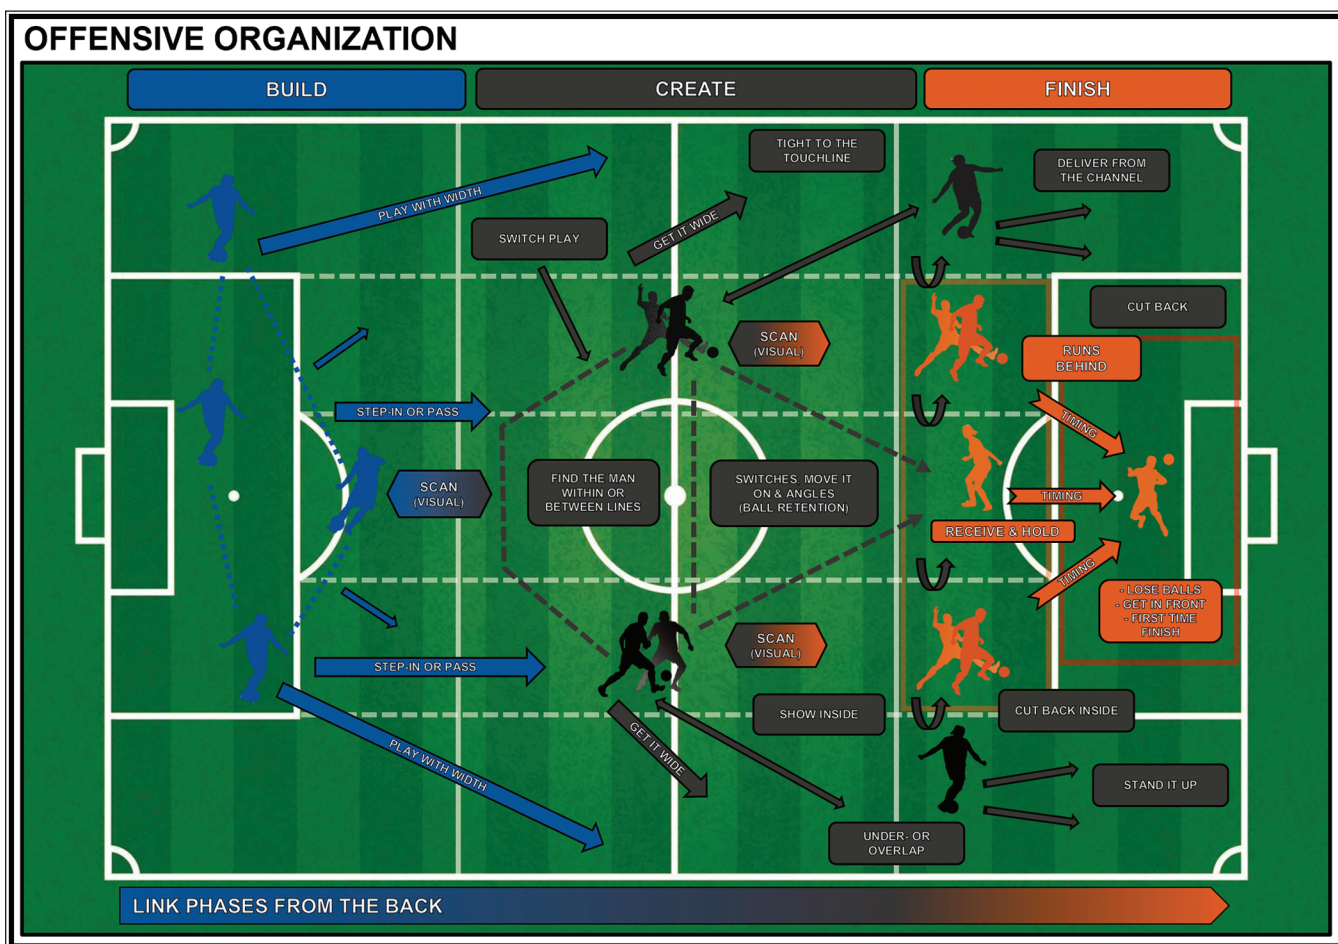 OFFENSIVE ORGANIZATION
BUILD
CREATE
FINISH
TIGHT TO THE
TOUCHLINE
DELIVER FROM
THE CHANNEL
PLAY WITH WIDTH
SWITCH PLAY
GET IT WIDE
CUT BACK
SCAN
(VISUAL)
RUNS
BEHIND
STEP-IN OR PASS
TIMING
SCAN
(VISUAL)
FIND THE MAN
WITHIN OR
BETWEEN LINES
SWITCHES. MOVE IT
ON & ANGLES
(BALL RETENTION)
TIMING
RECEIVE & HOLD
TIMING
- LOSE BALLS
- GET IN FRONT
- FIRST TIME
FINISH
SCAN
(VISUAL)
STEP-IN OR PASS
SHOW INSIDE
CUT BACK INSIDE
GET IT WIDE
PLAY WITH WIDTH
STAND IT UP
UNDER- OR
OVERLAP
LINK PHASES FROM THE BACK